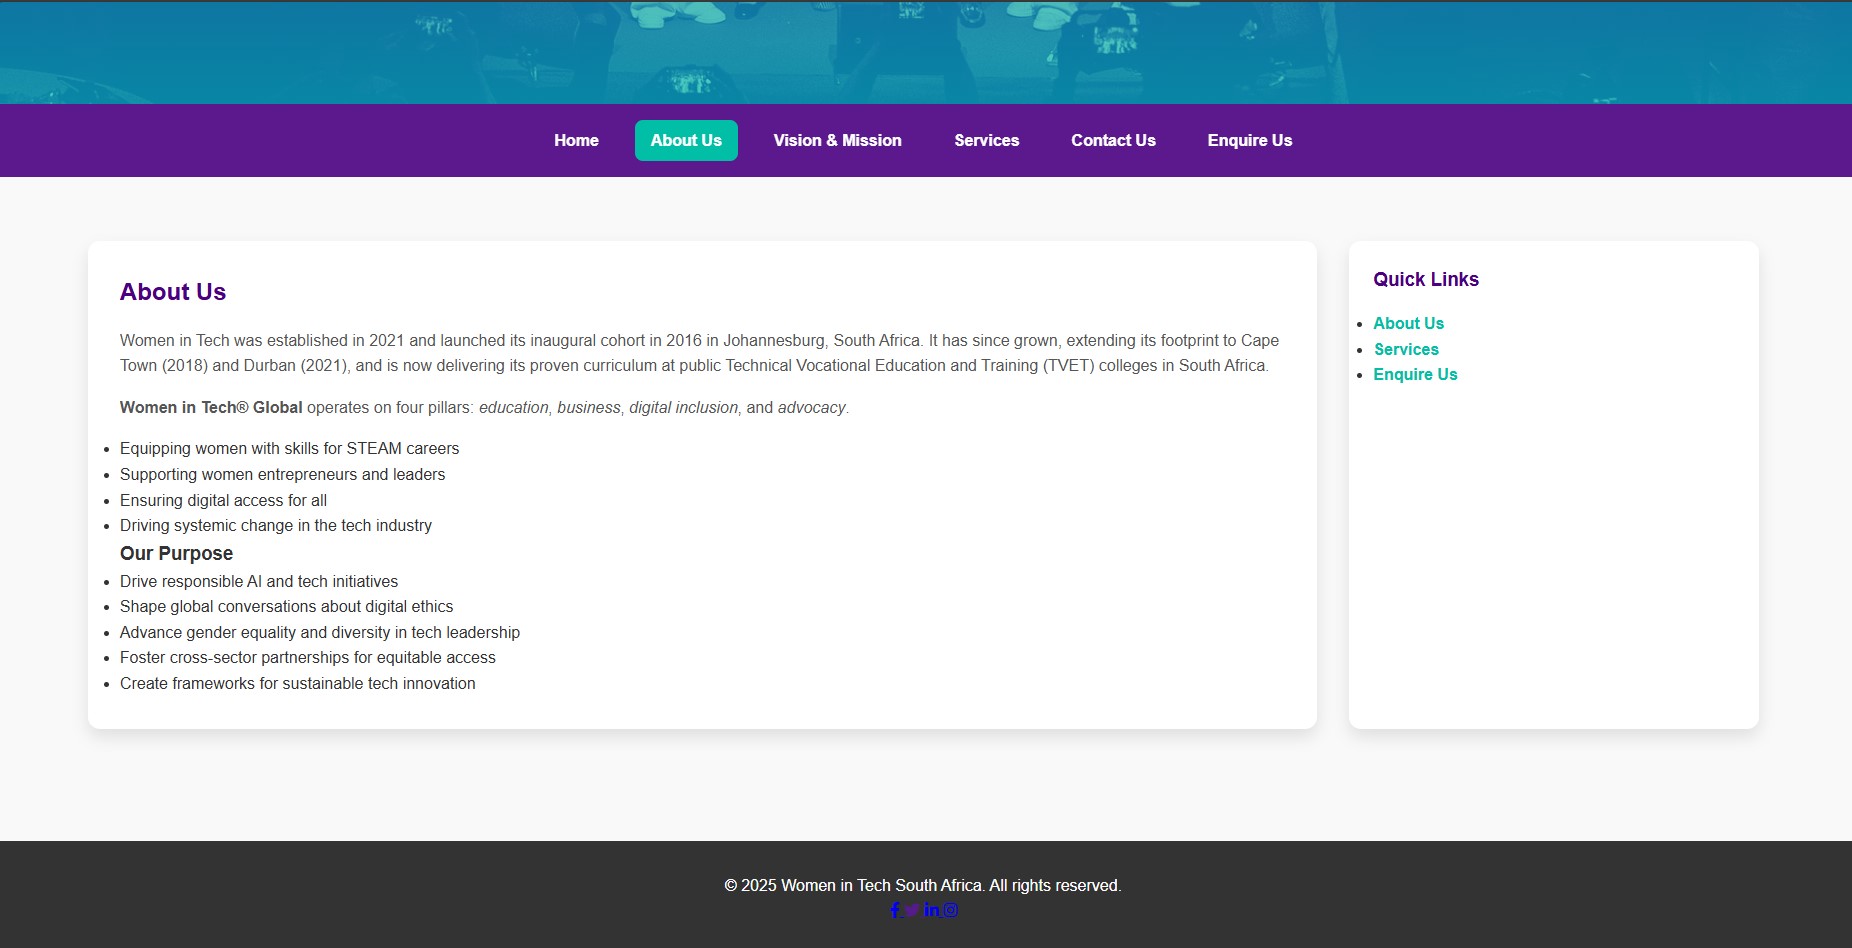 Home About Us Vision & Mission Services Contact Us Enquire Us
About Us
Women in Tech was established in 2021 and launched its inaugural cohort in 2016 in Johannesburg, South Africa. It has since grown, extending its footprint to Cape
Town (2018) and Durban (2021), and is now delivering its proven curriculum at public Technical Vocational Education and Training (TVET) colleges in South Africa.
Women in Tech® Global operates on four pillars: education, business, digital inclusion, and advocacy.
• Equipping women with skills for STEAM careers
• Supporting women entrepreneurs and leaders
• Ensuring digital access for all
• Driving systemic change in the tech industry
Our Purpose
• Drive responsible AI and tech initiatives
• Shape global conversations about digital ethics
• Advance gender equality and diversity in tech leadership
• Foster cross-sector partnerships for equitable access
• Create frameworks for sustainable tech innovation
Quick Links
• About Us
• Services
• Enquire Us
© 2025 Women in Tech South Africa. All rights reserved.